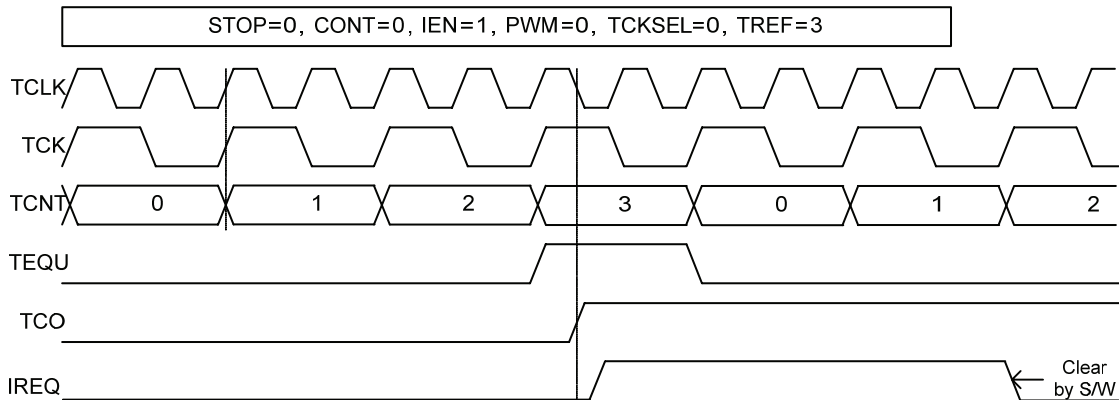 STOP=0, CONT=0, IEN=1, PWM=0, TCKSEL=0, TREF=3
TCLK
TCK
TCNT 0 1 2 3 0 1 2
TEQU
TCO
IREQ
Clear
by S/W